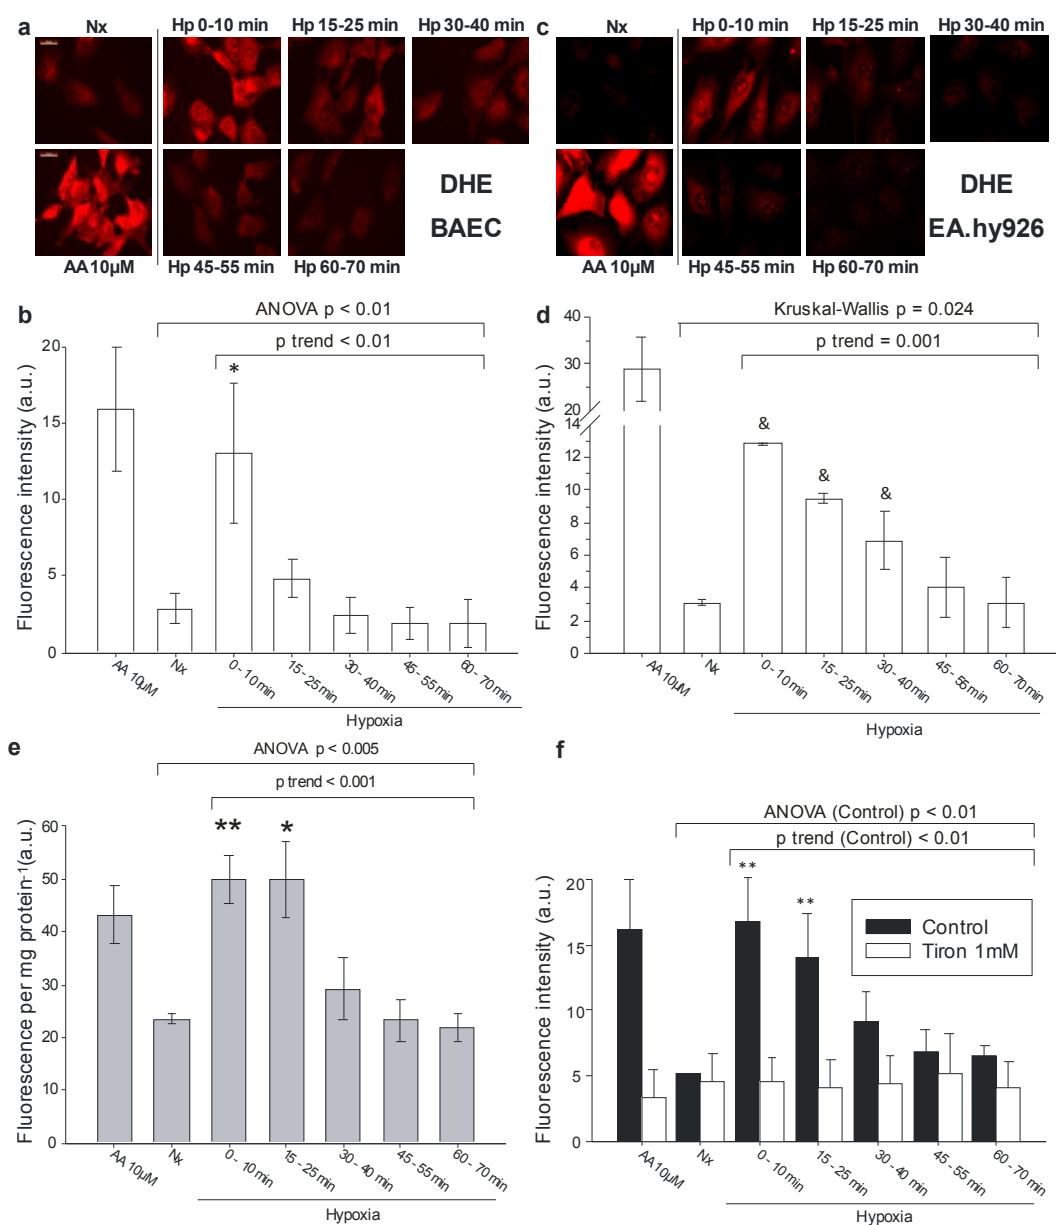 a
Nx
Hp 0-10 min
Hp 15-25 min
Hp 30-40 min
AA 10µM
Hp 45-55 min
Hp 60-70 min
DHE
BAEC
c
Nx
Hp 0-10 min
Hp 15-25 min
Hp 30-40 min
AA 10µM
Hp 45-55 min
Hp 60-70 min
DHE
EA.hy926
b
ANOVA p < 0.01
p trend < 0.01
*
Fluorescence intensity (a.u.)
20
15
10
5
0
AA 10µM
Nx
0 - 10 min
15 - 25 min
30 - 40 min
45 - 55 min
60 - 70 min
Hypoxia
d
Kruskal-Wallis p = 0.024
p trend = 0.001
&
&
&
Fluorescence intensity (a.u.)
40
30
20
14
12
10
8
6
4
2
0
AA 10µM
Nx
0 - 10 min
15 - 25 min
30 - 40 min
45 - 55 min
60 - 70 min
Hypoxia
e
ANOVA p < 0.005
p trend < 0.001
**
*
Fluorescence per mg protein⁻¹(a.u.)
60
50
40
30
20
10
0
AA 10µM
Nx
0 - 10 min
15 - 25 min
30 - 40 min
45 - 55 min
60 - 70 min
Hypoxia
f
ANOVA (Control) p < 0.01
p trend (Control) < 0.01
**
**
Control
Tiron 1mM
Fluorescence intensity (a.u.)
20
15
10
5
0
AA 10µM
Nx
0 - 10 min
15 - 25 min
30 - 40 min
45 - 55 min
60 - 70 min
Hypoxia